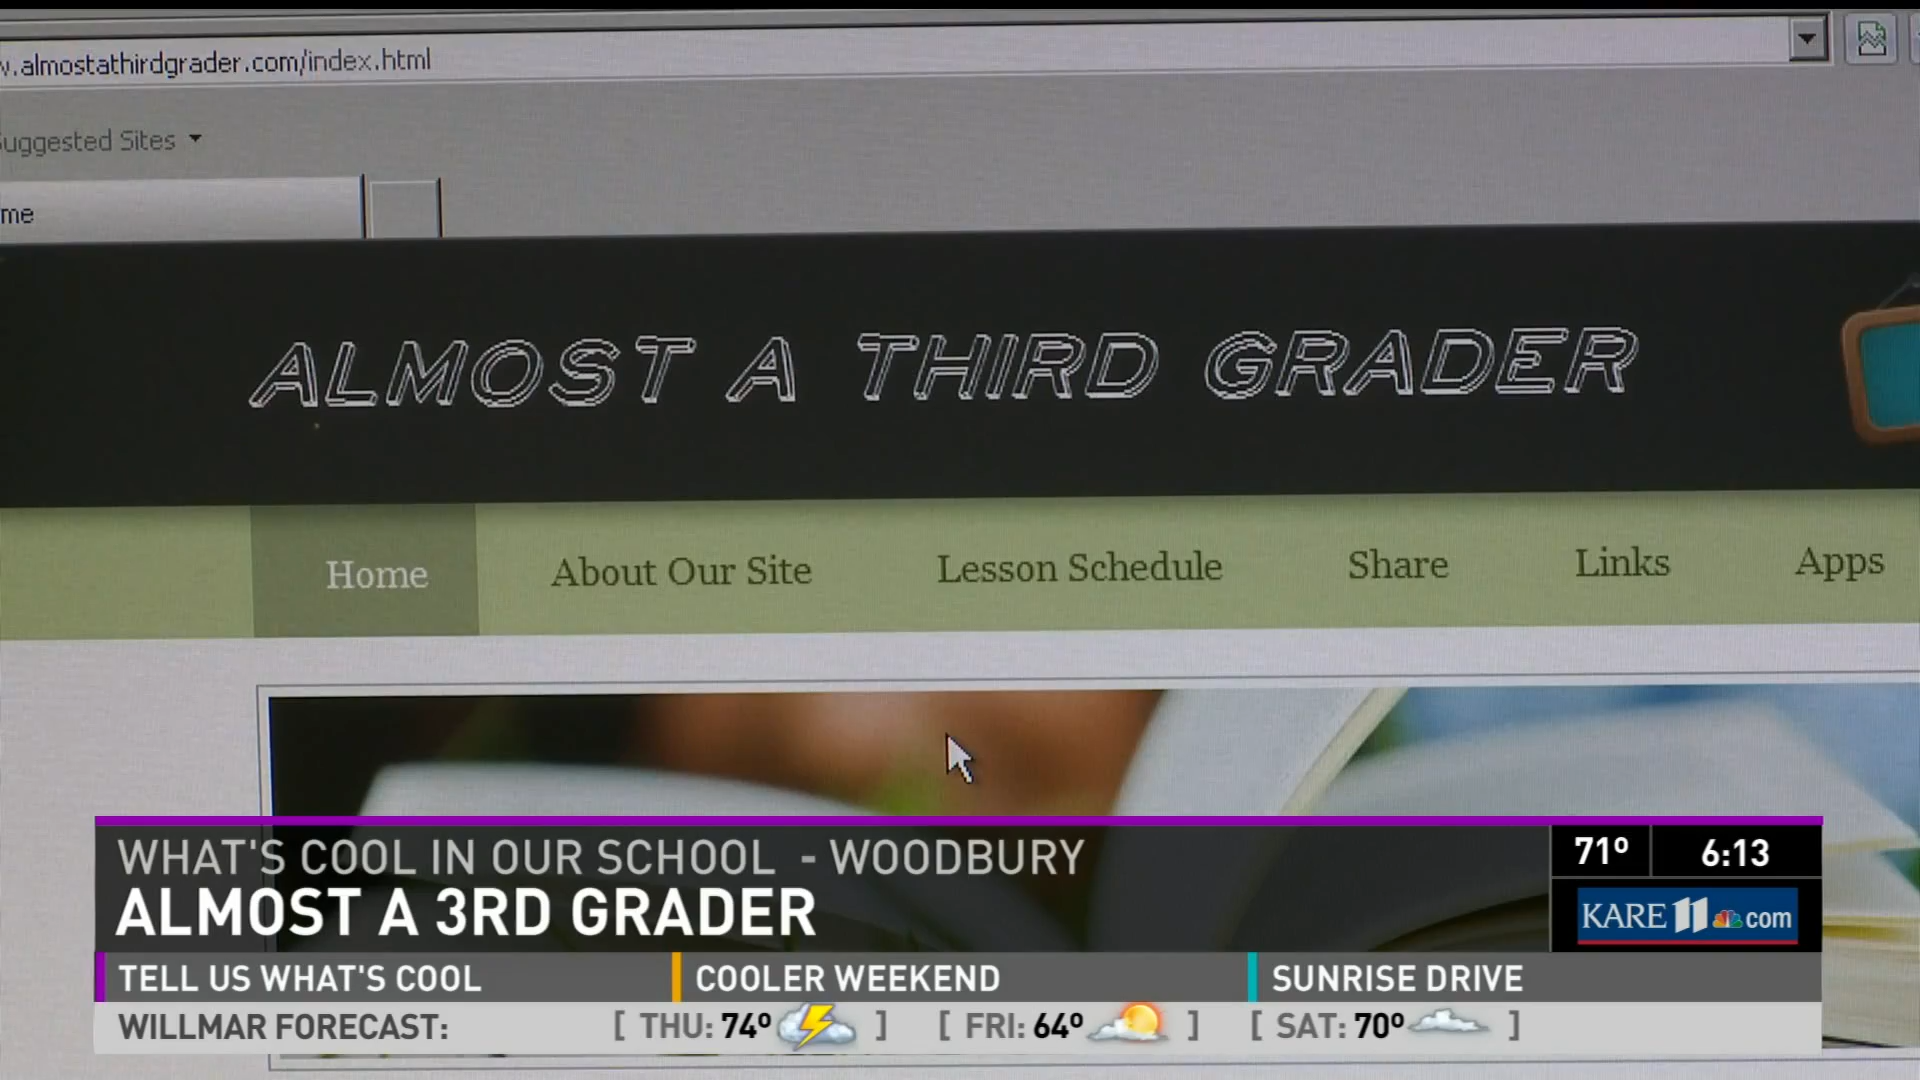 .almostathirdgrader.com/index.html
Suggested Sites
me
ALMOST A THIRD GRADER
Home About Our Site Lesson Schedule Share Links Apps
WHAT'S COOL IN OUR SCHOOL - WOODBURY
ALMOST A 3RD GRADER
71° 6:13
KARE 11 .com
TELL US WHAT'S COOL COOLER WEEKEND SUNRISE DRIVE
WILLMAR FORECAST: [ THU: 74° ] [ FRI: 64° ] [ SAT: 70° ]